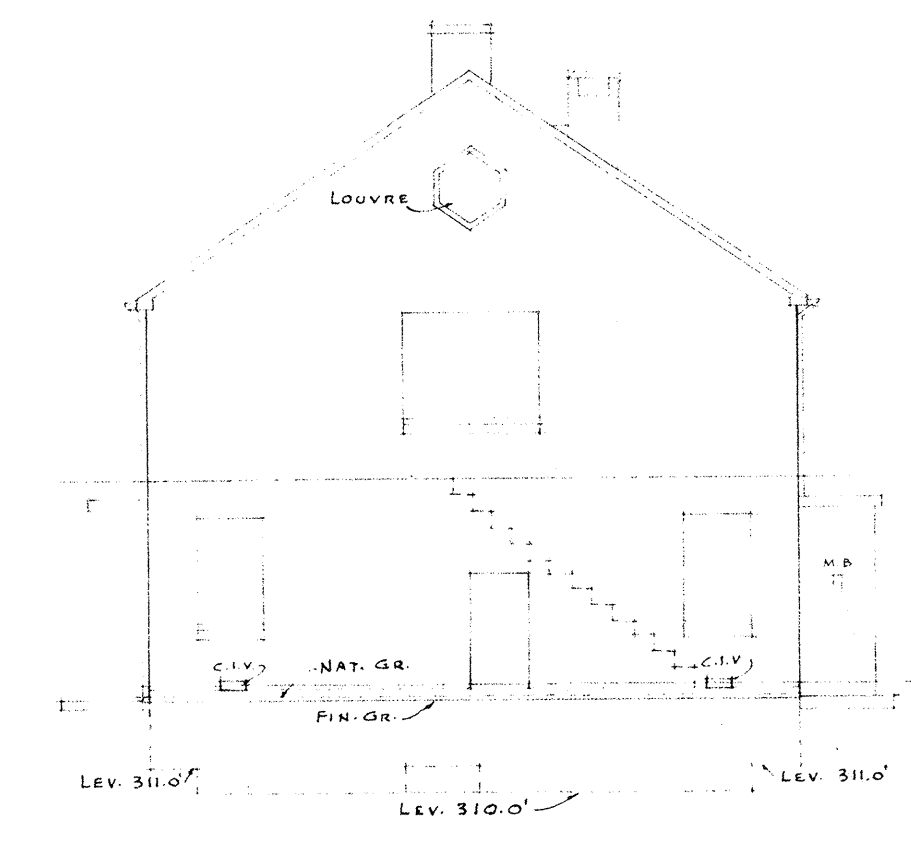 LOUVRE
M.B
C.I.V.
NAT. GR.
C.I.V
FIN. GR.
LEV. 311.0'
LEV. 311.0'
LEV. 310.0'